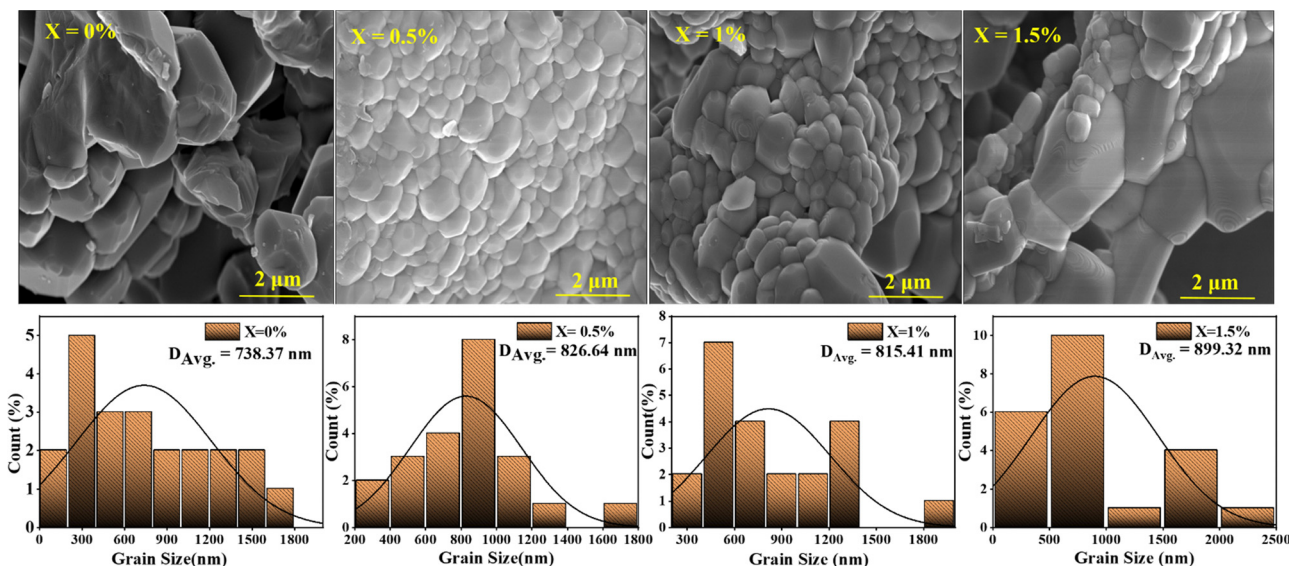 X = 0%
X = 0.5%
X = 1%
X = 1.5%
2 μm
2 μm
2 μm
2 μm
X=0%
D Avg. = 738.37 nm
Count (%)
5
4
3
2
1
0
0 300 600 900 1200 1500 1800
Grain Size(nm)
X= 0.5%
D Avg. = 826.64 nm
Count (%)
8
6
4
2
0
200 400 600 800 1000 1200 1400 1600 1800
Grain Size(nm)
X=1%
D Avg. = 815.41 nm
Count(%)
8
7
6
5
4
3
2
1
0
300 600 900 1200 1500 1800
Grain Size (nm)
X=1.5%
D Avg. = 899.32 nm
Count (%)
10
8
6
4
2
0
0 500 1000 1500 2000 2500
Grain Size (nm)